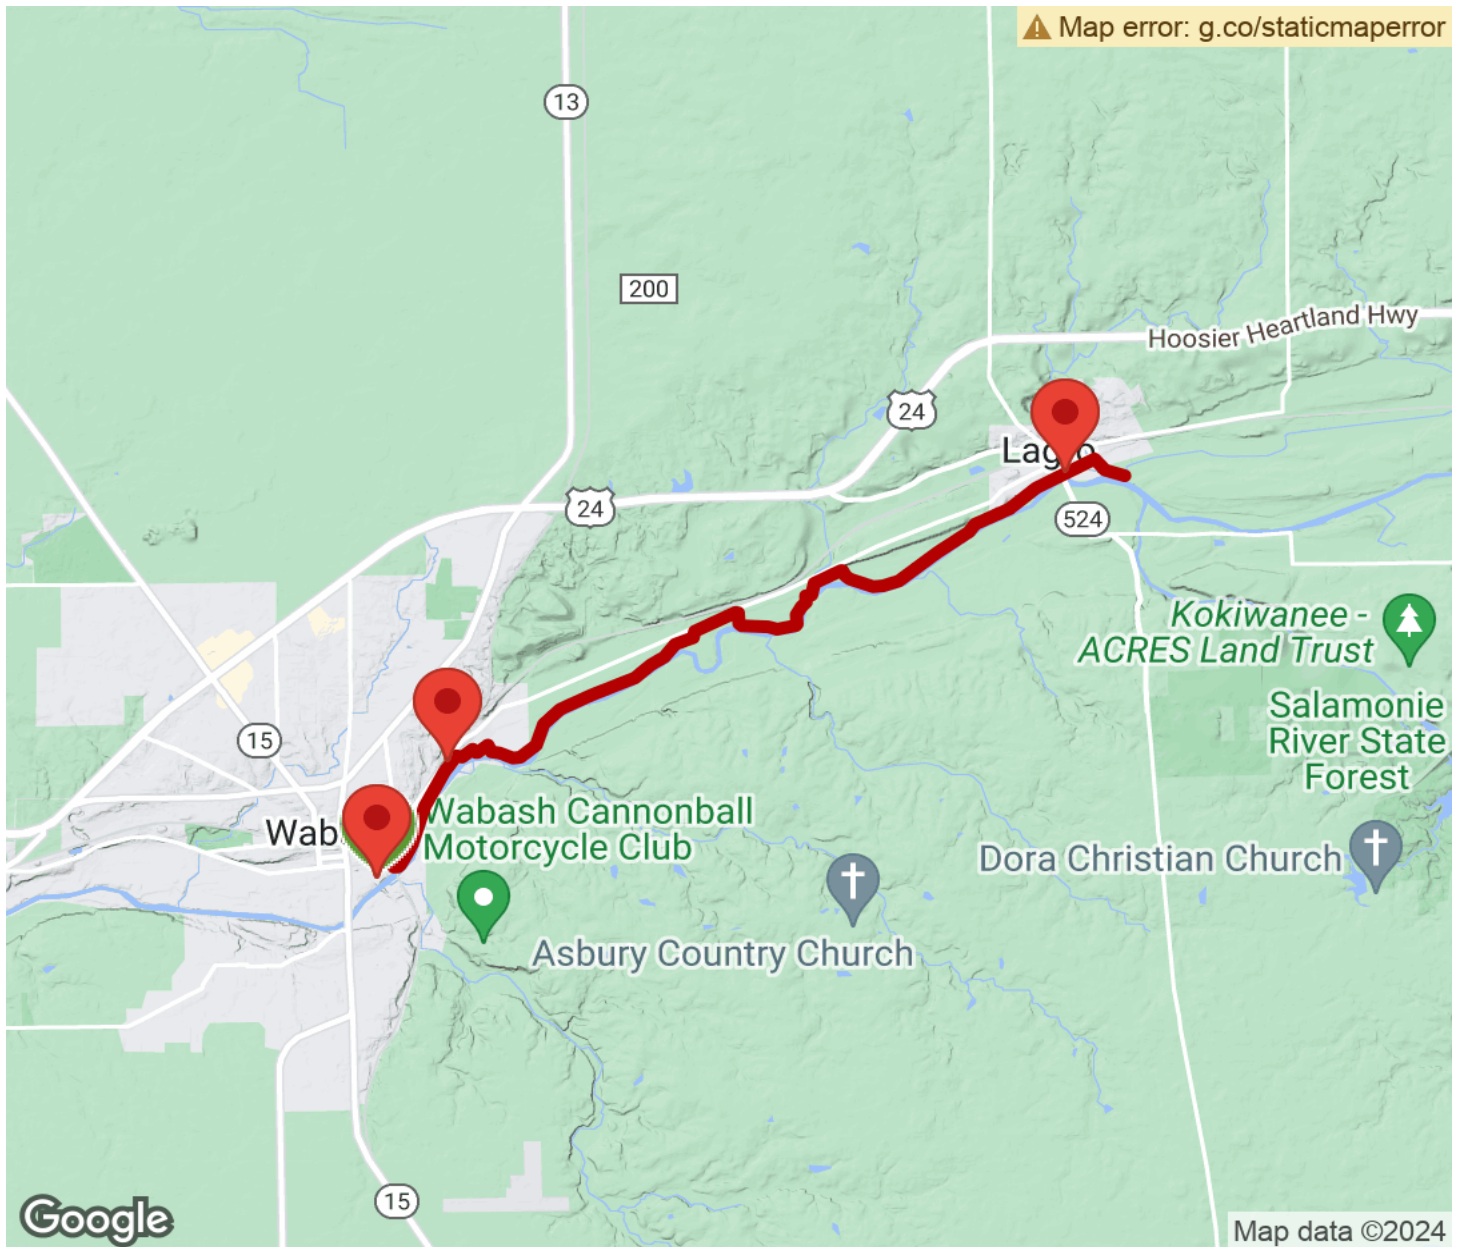 Map error: g.co/staticmaperror
13
200
Hoosier Heartland Hwy
24
24
524
Kokiwanee -
ACRES Land Trust
Salamonie
River State
Forest
15
Wabash Cannonball
Motorcycle Club
Dora Christian Church
Asbury Country Church
15
Google
Map data ©2024